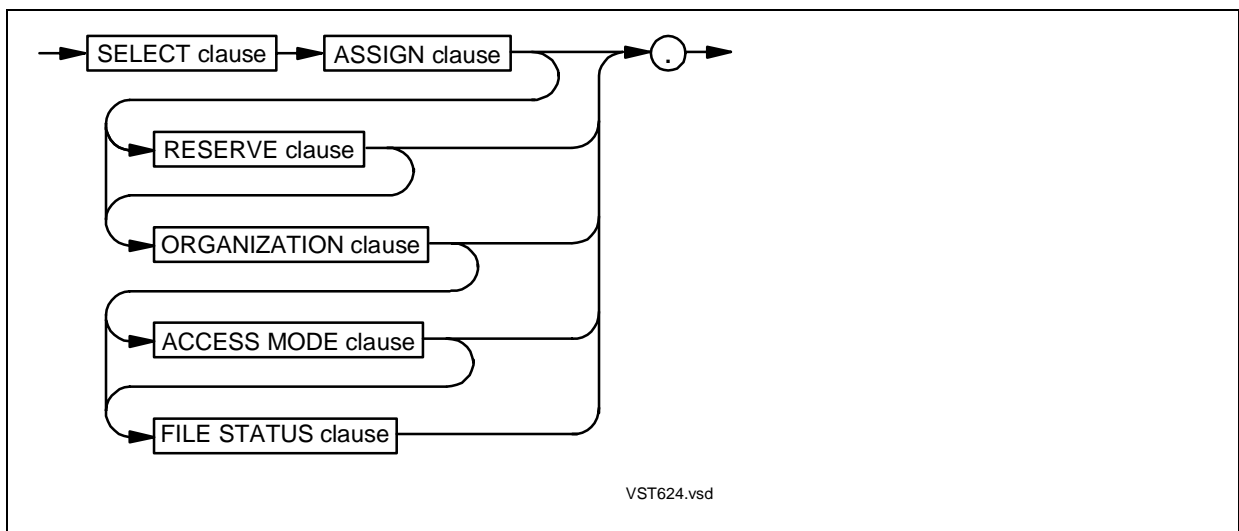 SELECT clause ASSIGN clause .
RESERVE clause
ORGANIZATION clause
ACCESS MODE clause
FILE STATUS clause
VST624.vsd